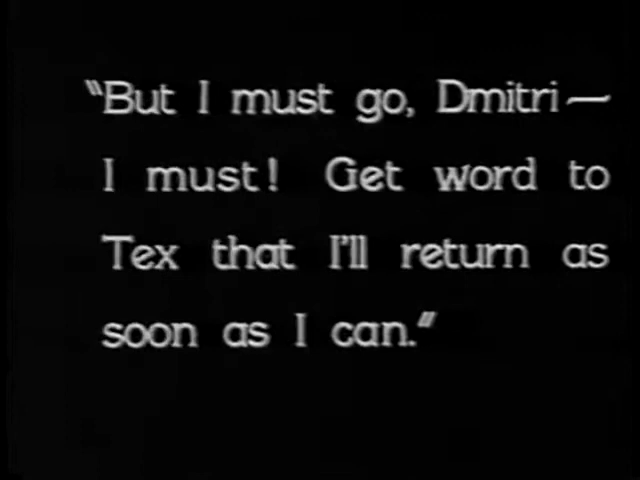 "But I must go, Dmitri—
I must! Get word to
Tex that I'll return as
soon as I can."